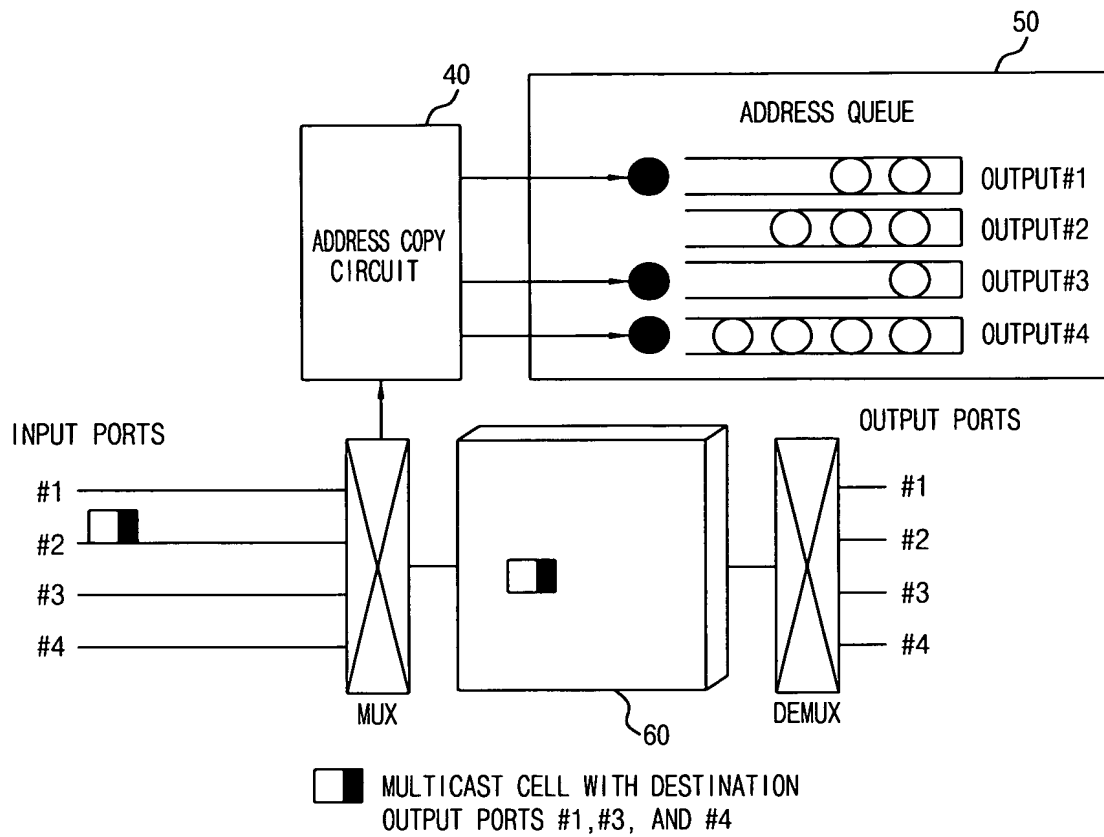 50
40
ADDRESS QUEUE
OUTPUT#1
OUTPUT#2
OUTPUT#3
OUTPUT#4
ADDRESS COPY
CIRCUIT
INPUT PORTS
#1
#2
#3
#4
OUTPUT PORTS
#1
#2
#3
#4
MUX
60
DEMUX
MULTICAST CELL WITH DESTINATION
OUTPUT PORTS #1,#3, AND #4